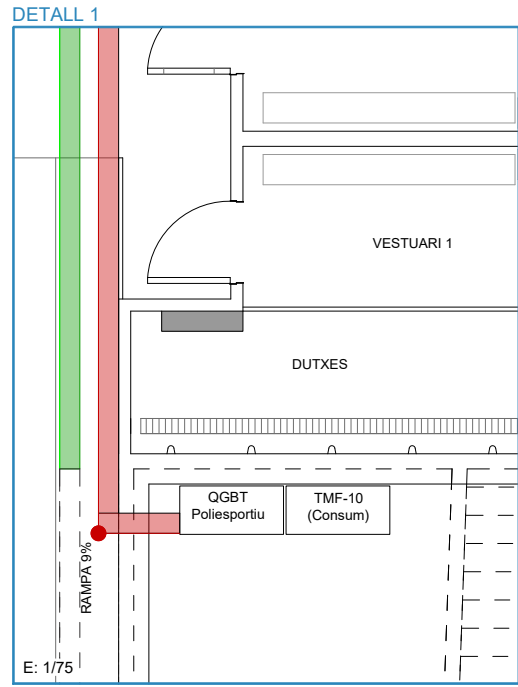 DETALL 1
VESTUARI 1
DUTXES
QGBT
Poliesportiu
TMF-10
(Consum)
RAMPA 9%
E: 1/75